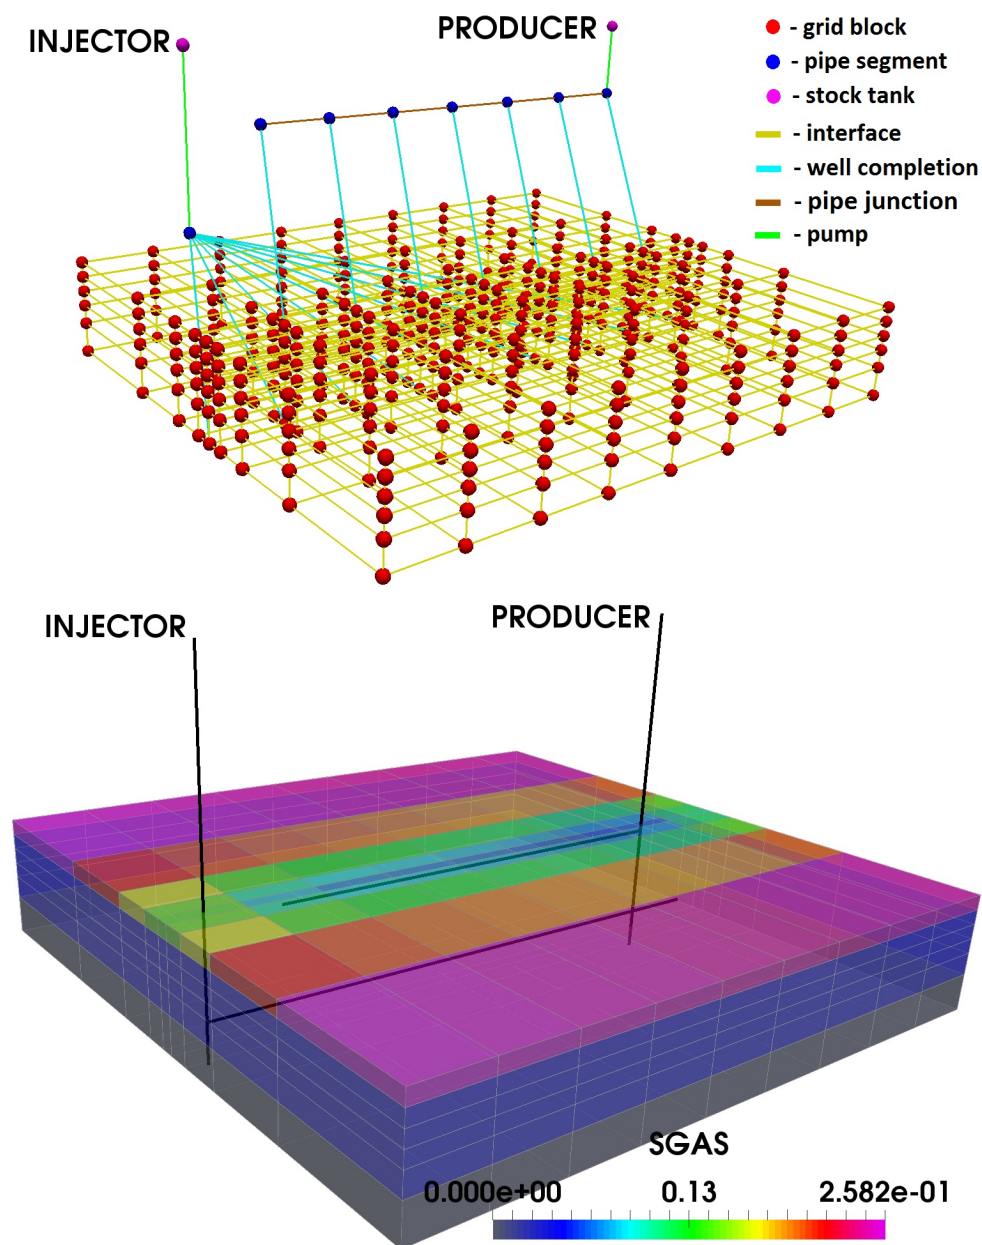 INJECTOR
PRODUCER
- grid block
- pipe segment
- stock tank
- interface
- well completion
- pipe junction
- pump
INJECTOR
PRODUCER
SGAS
0.000e+00 0.13 2.582e-01